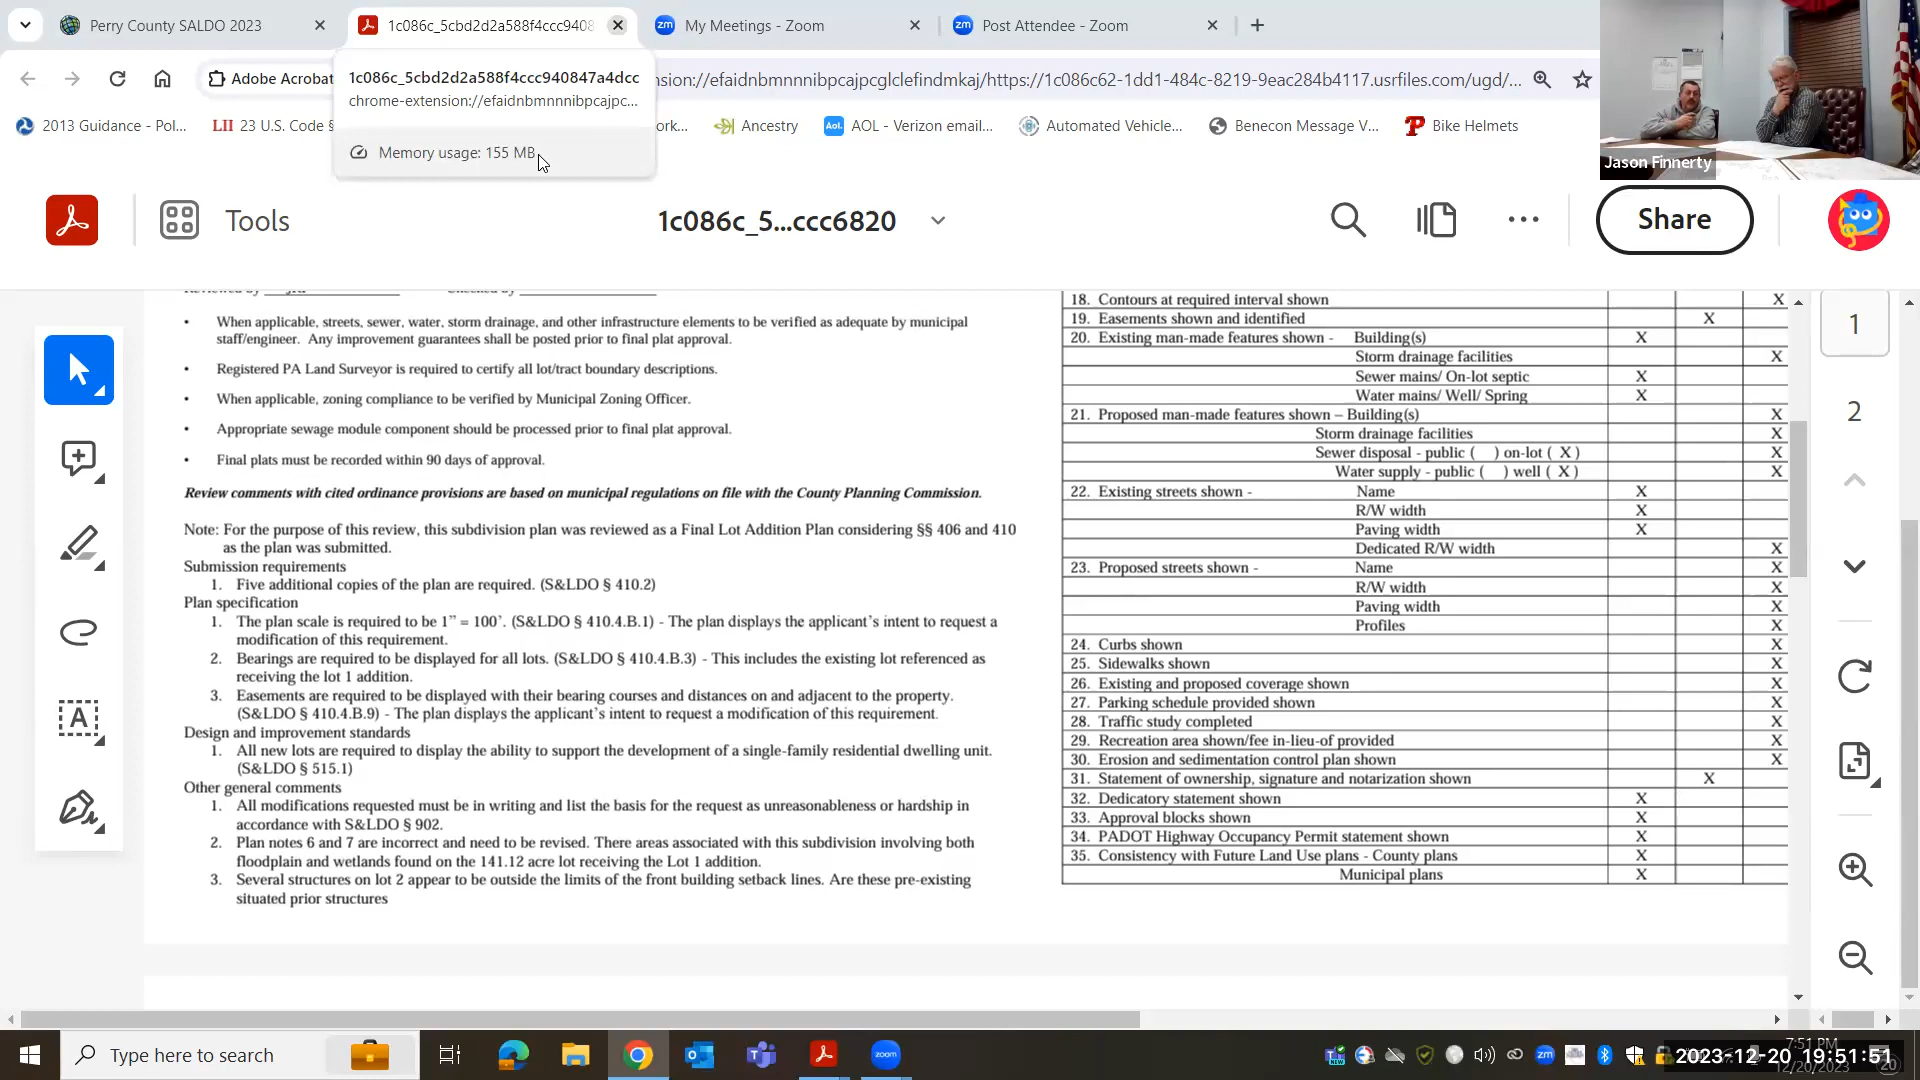 Perry County SALDO 2023
1c086c_5cbd2d2a588f4ccc9408
My Meetings - Zoom
Post Attendee - Zoom
Adobe Acrobat
1c086c_5cbd2d2a588f4ccc940847a4dcc
chrome-extension://efaidnbmnnnibpcajpc...
Memory usage: 155 MB
sion://efaidnbmnnnibpcajpcglclefindmkaj/https://1c086c62-1dd1-484c-8219-9eac284b4117.usrfiles.com/ugd/...
2013 Guidance - Pol...
LII 23 U.S. Code §
ork...
Ancestry
Aol.
AOL - Verizon email...
Automated Vehicle...
Benecon Message V...
Bike Helmets
Jason Finnerty
Tools
1c086c_5...ccc6820
Share
• When applicable, streets, sewer, water, storm drainage, and other infrastructure elements to be verified as adequate by municipal
staff/engineer. Any improvement guarantees shall be posted prior to final plat approval.
• Registered PA Land Surveyor is required to certify all lot/tract boundary descriptions.
• When applicable, zoning compliance to be verified by Municipal Zoning Officer.
• Appropriate sewage module component should be processed prior to final plat approval.
• Final plats must be recorded within 90 days of approval.
Review comments with cited ordinance provisions are based on municipal regulations on file with the County Planning Commission.
Note: For the purpose of this review, this subdivision plan was reviewed as a Final Lot Addition Plan considering §§ 406 and 410
as the plan was submitted.
Submission requirements
1. Five additional copies of the plan are required. (S&LDO § 410.2)
Plan specification
1. The plan scale is required to be 1” = 100’. (S&LDO § 410.4.B.1) - The plan displays the applicant’s intent to request a
modification of this requirement.
2. Bearings are required to be displayed for all lots. (S&LDO § 410.4.B.3) - This includes the existing lot referenced as
receiving the lot 1 addition.
3. Easements are required to be displayed with their bearing courses and distances on and adjacent to the property.
(S&LDO § 410.4.B.9) - The plan displays the applicant’s intent to request a modification of this requirement.
Design and improvement standards
1. All new lots are required to display the ability to support the development of a single-family residential dwelling unit.
(S&LDO § 515.1)
Other general comments
1. All modifications requested must be in writing and list the basis for the request as unreasonableness or hardship in
accordance with S&LDO § 902.
2. Plan notes 6 and 7 are incorrect and need to be revised. There areas associated with this subdivision involving both
floodplain and wetlands found on the 141.12 acre lot receiving the Lot 1 addition.
3. Several structures on lot 2 appear to be outside the limits of the front building setback lines. Are these pre-existing
situated prior structures
18. Contours at required interval shown X
19. Easements shown and identified X
20. Existing man-made features shown - Building(s) X
Storm drainage facilities X
Sewer mains/ On-lot septic X
Water mains/ Well/ Spring X
21. Proposed man-made features shown – Building(s) X
Storm drainage facilities X
Sewer disposal - public ( ) on-lot ( X ) X
Water supply - public ( ) well ( X ) X
22. Existing streets shown - Name X
R/W width X
Paving width X
Dedicated R/W width X
23. Proposed streets shown - Name X
R/W width X
Paving width X
Profiles X
24. Curbs shown X
25. Sidewalks shown X
26. Existing and proposed coverage shown X
27. Parking schedule provided shown X
28. Traffic study completed X
29. Recreation area shown/fee in-lieu-of provided X
30. Erosion and sedimentation control plan shown X
31. Statement of ownership, signature and notarization shown X
32. Dedicatory statement shown X
33. Approval blocks shown X
34. PADOT Highway Occupancy Permit statement shown X
35. Consistency with Future Land Use plans - County plans X
Municipal plans X
1
2
Type here to search
zoom
7:51 PM
2023-12-20 19:51:51
12/20/2023
20